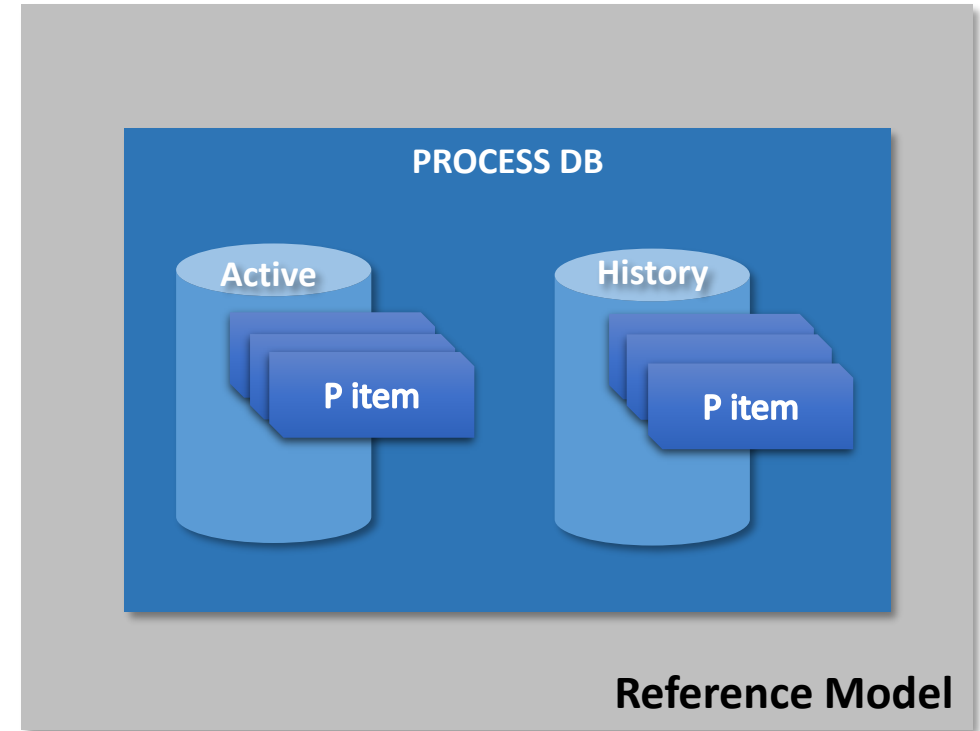 PROCESS DB
Active
History
P item
P item
Reference Model